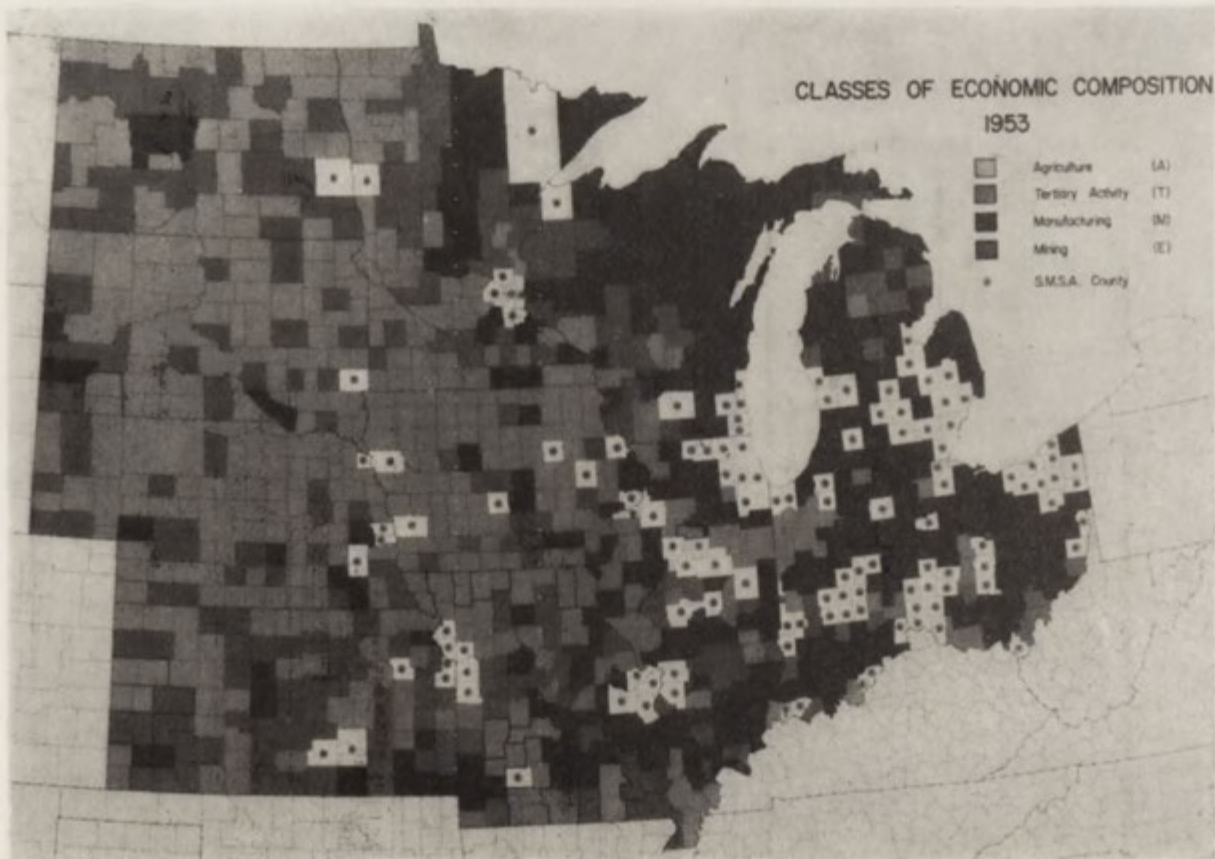 CLASSES OF ECONOMIC COMPOSITION
1953
Agriculture (A)
Tertiary Activity (T)
Manufacturing (M)
Mining (E)
S.M.S.A. County